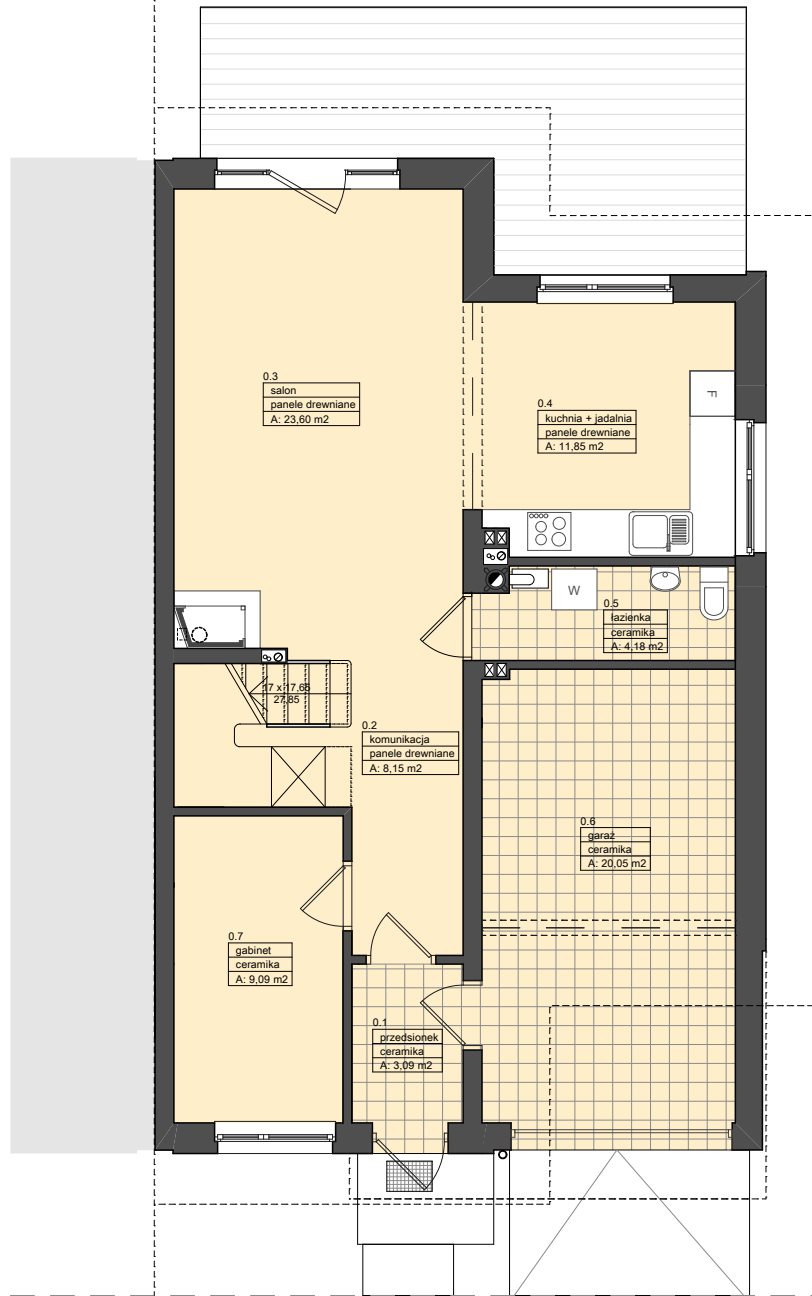 0.3
salon
panele drewniane
A: 23,60 m2
F
0.4
kuchnia + jadalnia
panele drewniane
A: 11,85 m2
W
0.5
łazienka
ceramika
A: 4,18 m2
17 x 17,65
27,85
0.2
komunikacja
panele drewniane
A: 8,15 m2
0.6
garaż
ceramika
A: 20,05 m2
0.7
gabinet
ceramika
A: 9,09 m2
0.1
przedsionek
ceramika
A: 3,09 m2